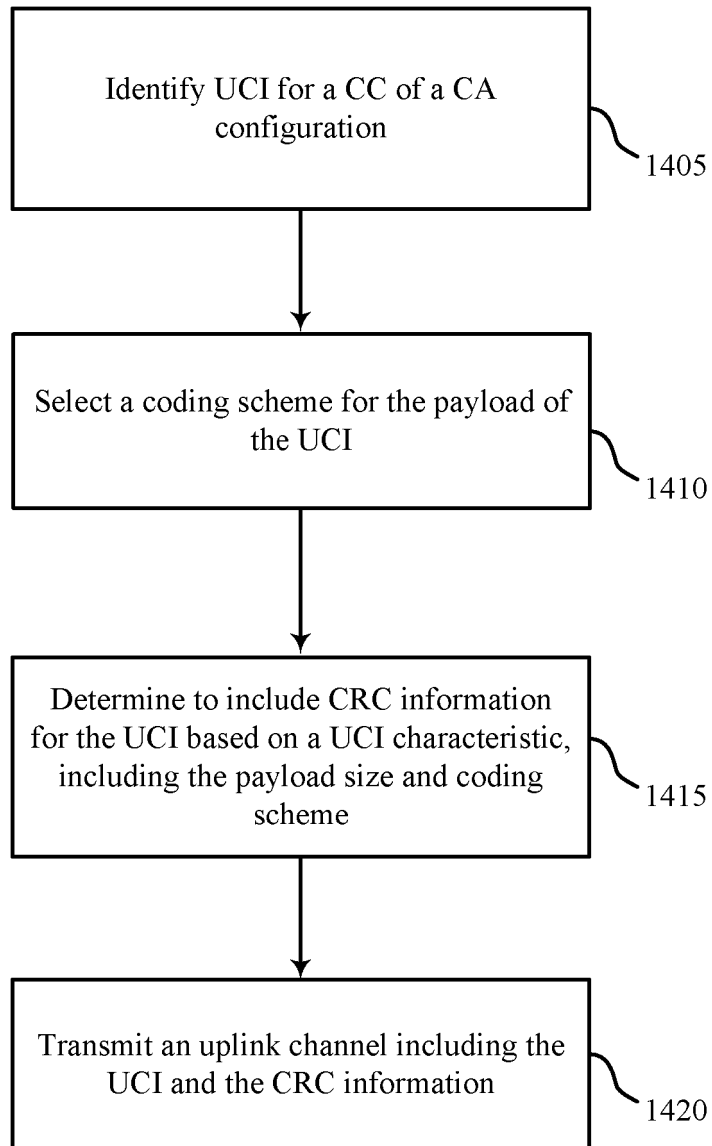 Identify UCI for a CC of a CA
configuration
1405
Select a coding scheme for the payload of
the UCI
1410
Determine to include CRC information
for the UCI based on a UCI characteristic,
including the payload size and coding
scheme
1415
Transmit an uplink channel including the
UCI and the CRC information
1420